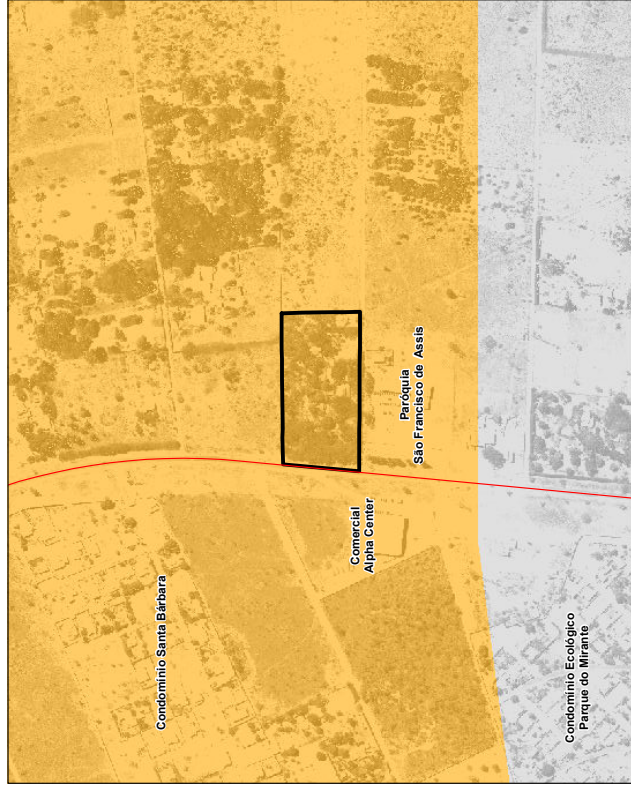 Condomínio Santa Bárbara
Comercial
Alpha Center
Paróquia
São Francisco de Assis
Condomínio Ecológico
Parque do Mirante